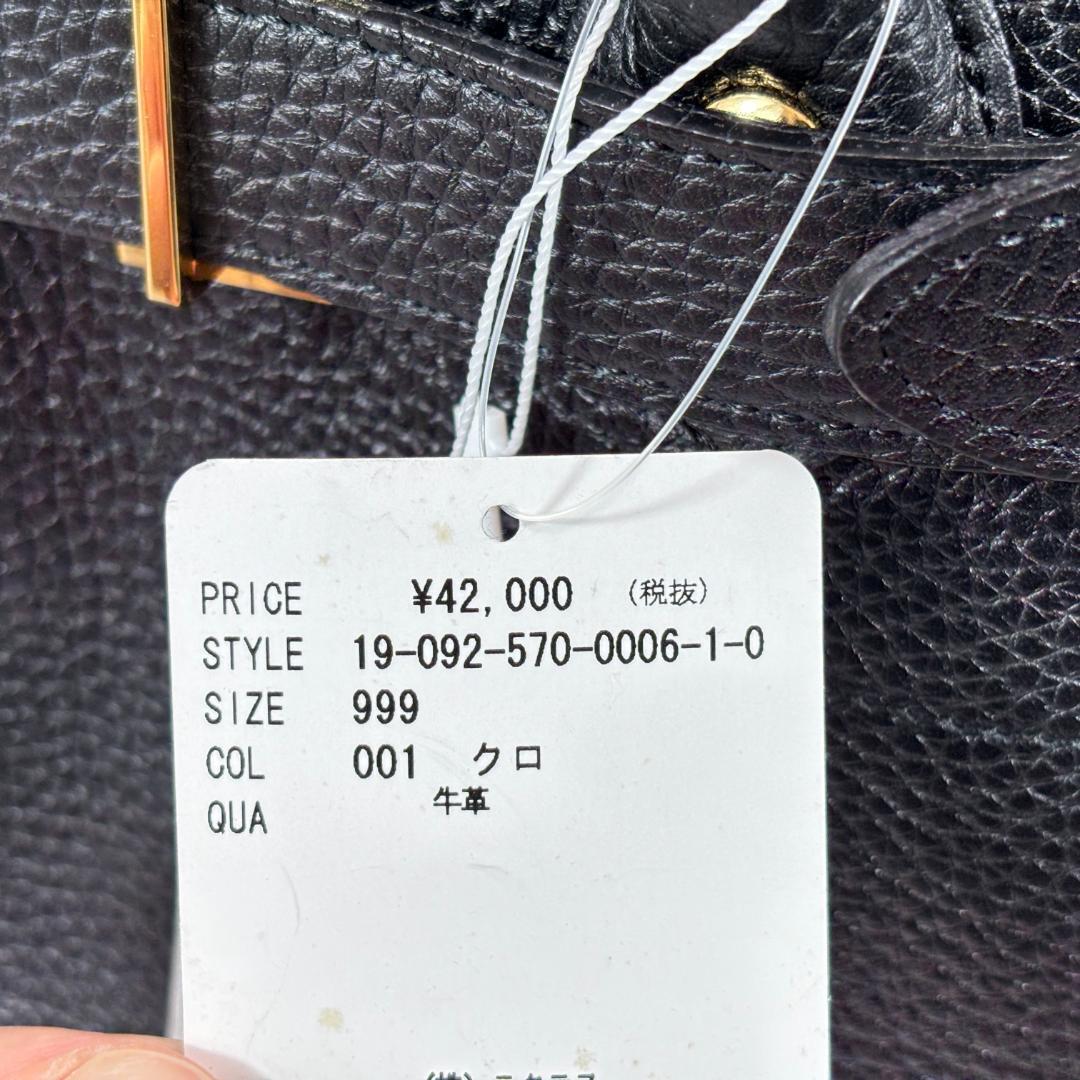 PRICE ¥42,000 (税抜)
STYLE 19-092-570-0006-1-0
SIZE 999
COL 001 クロ
QUA 牛革